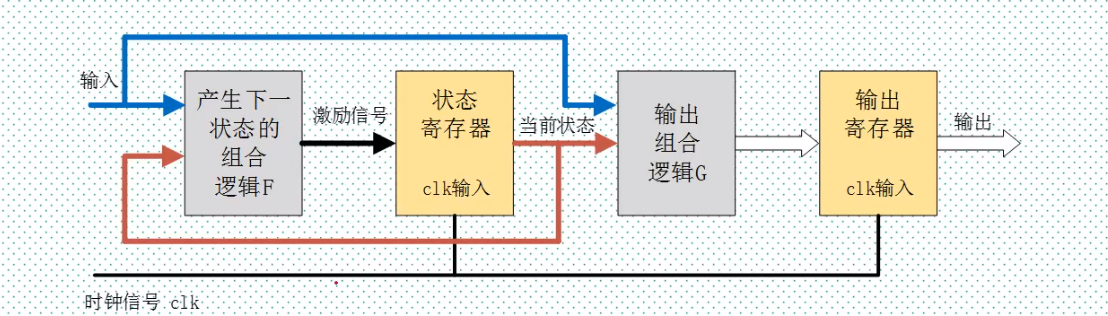 输入
产生下一
状态的
组合
逻辑F
激励信号
状态
寄存器
clk输入
当前状态
输出
组合
逻辑G
输出
寄存器
clk输入
输出
时钟信号 clk